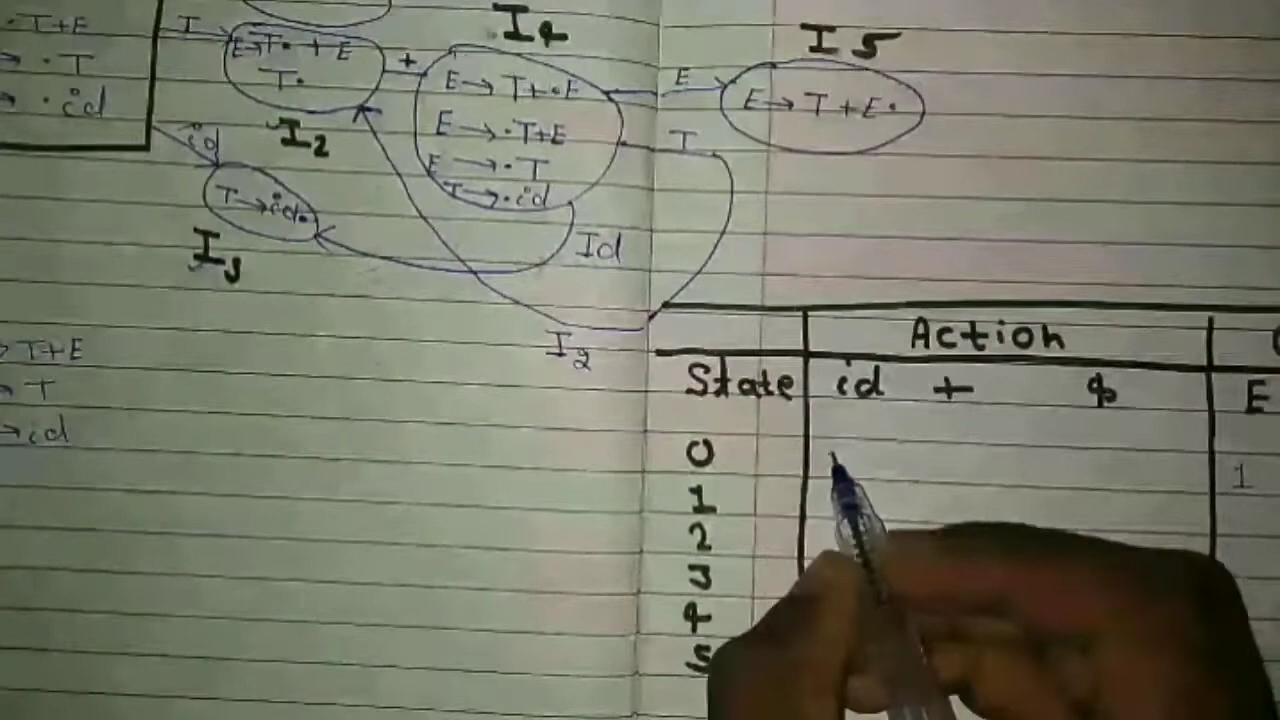 ·T+E
→ ·T
→ ·id
T
E→T· + E
T·
I2
id
T→id·
I3
+
I4
E → T+·E
E → ·T+E
E → ·T
T → ·id
E
T
Id
I2
I5
E → T + E·
→ T+E
→ T
→ id
Action
State id + $ E
0 1
1
2
3
4
5